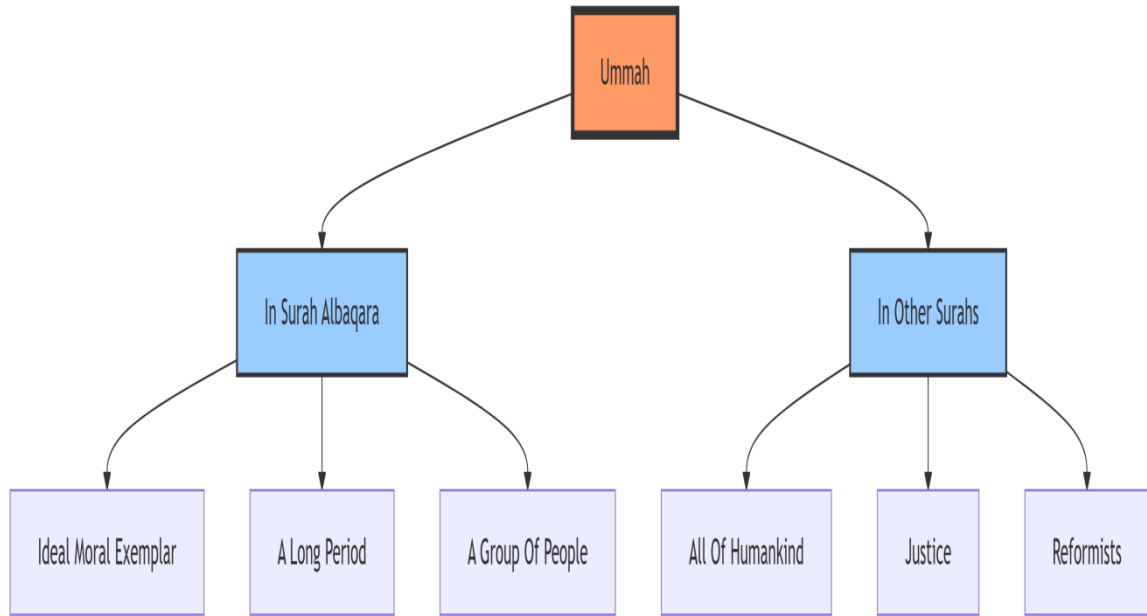 Ummah
In Surah Albaqara
In Other Surahs
Ideal Moral Exemplar
A Long Period
A Group Of People
All Of Humankind
Justice
Reformists